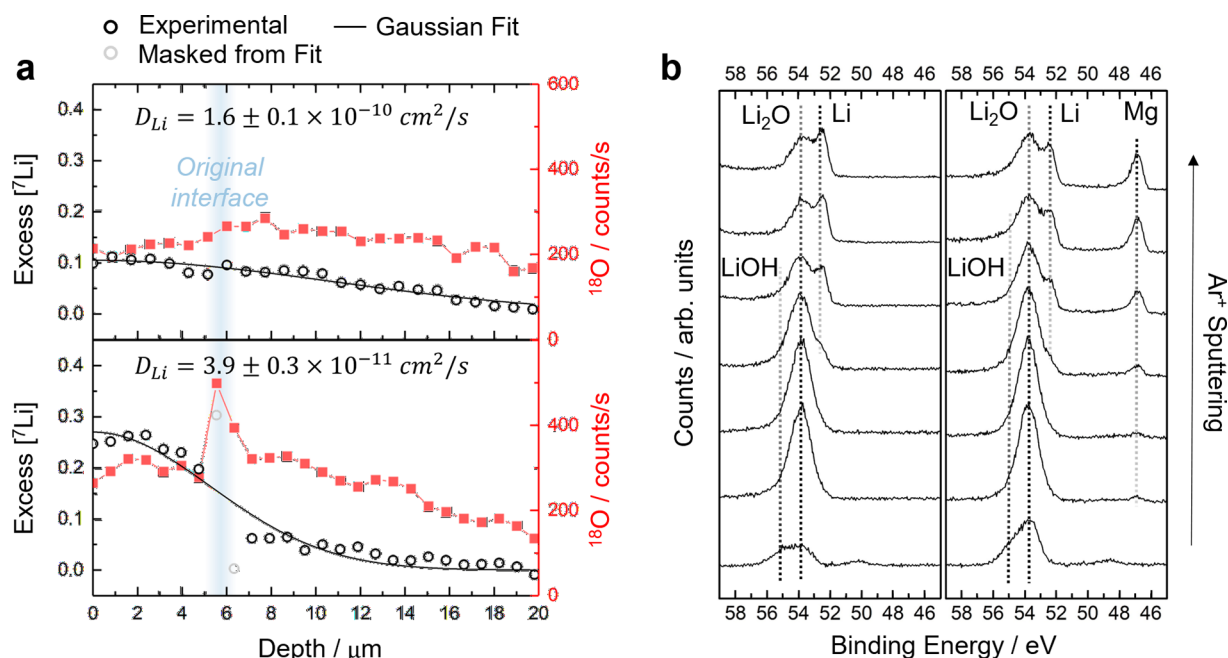 Experimental
Gaussian Fit
Masked from Fit
a
Excess [⁷Li]
0.4
0.3
0.2
0.1
0.0
D_Li = 1.6 ± 0.1 × 10⁻¹⁰ cm²/s
Original
interface
600
400
200
0
¹⁸O / counts/s
Excess [⁷Li]
0.4
0.3
0.2
0.1
0.0
D_Li = 3.9 ± 0.3 × 10⁻¹¹ cm²/s
400
200
0
¹⁸O / counts/s
0 2 4 6 8 10 12 14 16 18 20
Depth / μm
b
58 56 54 52 50 48 46
58 56 54 52 50 48 46
Li₂O
Li
Li₂O
Li
Mg
LiOH
LiOH
Counts / arb. units
Ar⁺ Sputtering
58 56 54 52 50 48 46
58 56 54 52 50 48 46
Binding Energy / eV